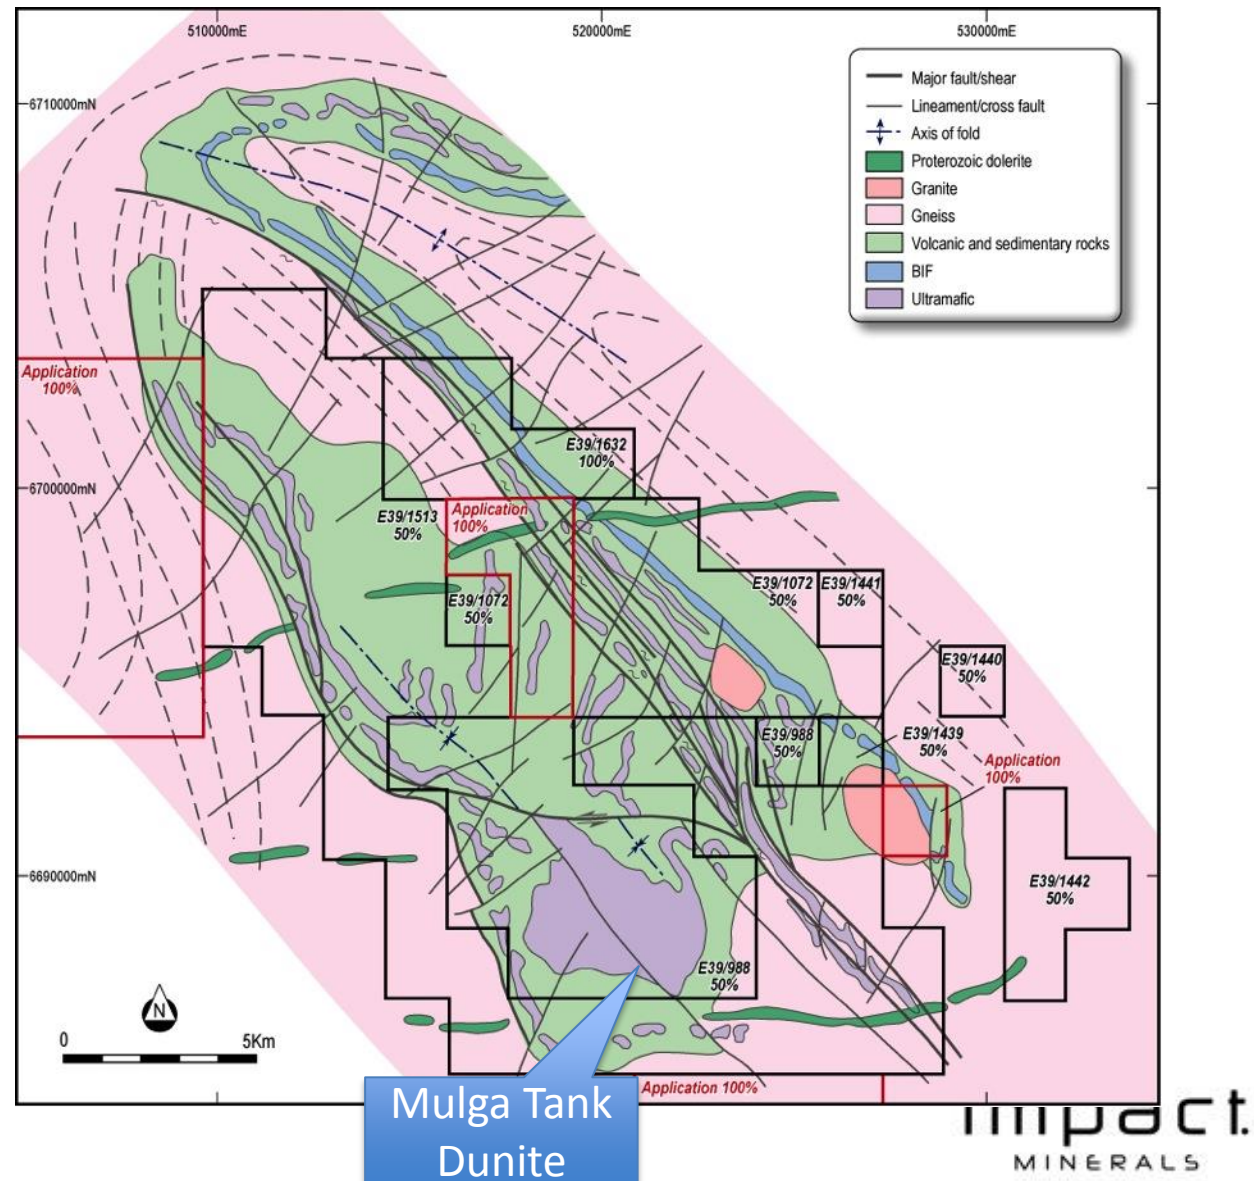 510000mE
520000mE
530000mE
6710000mN
6700000mN
6690000mN
Major fault/shear
Lineament/cross fault
Axis of fold
Proterozoic dolerite
Granite
Gneiss
Volcanic and sedimentary rocks
BIF
Ultramafic
Application
100%
E39/1632
100%
E39/1513
50%
Application
100%
E39/1072
50%
E39/1072
50%
E39/1441
50%
E39/1440
50%
E39/988
50%
E39/1439
50%
Application
100%
E39/1442
50%
E39/988
50%
N
0
5Km
Application 100%
Mulga Tank
Dunite
impact.
MINERALS